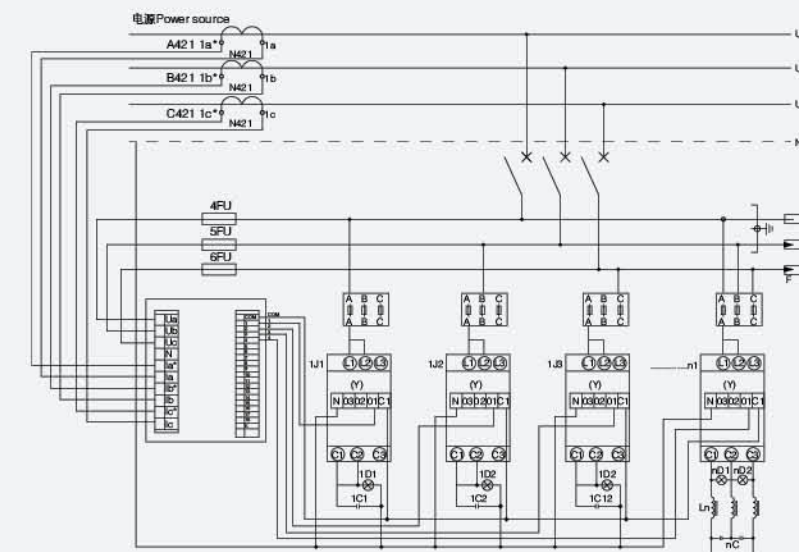 电源Power source
A421 1a* 1a
N421
B421 1b* 1b
N421
C421 1c* 1c
N421
4FU
5FU
6FU
F
A B C A B C A B C A B C
A B C A B C A B C A B C
COM COM
Ua
Ub
Uc
N
Ia*
Ia
Ib*
Ib
Ic*
Ic
1J1 L1 L2 L3 1J2 L1 L2 L3 1J3 L1 L2 L3 n1 L1 L2 L3
(Y) (Y) (Y) (Y)
N 03 02 01 C1 N 03 02 01 C1 N 03 02 01 C1 N 03 02 01 C1
C1 C2 C3 C1 C2 C3 C1 C2 C3 C1 C2 C3
1D1 1D2 1D2 nD1 nD2
1C1 1C2 1C12 Ln
nC